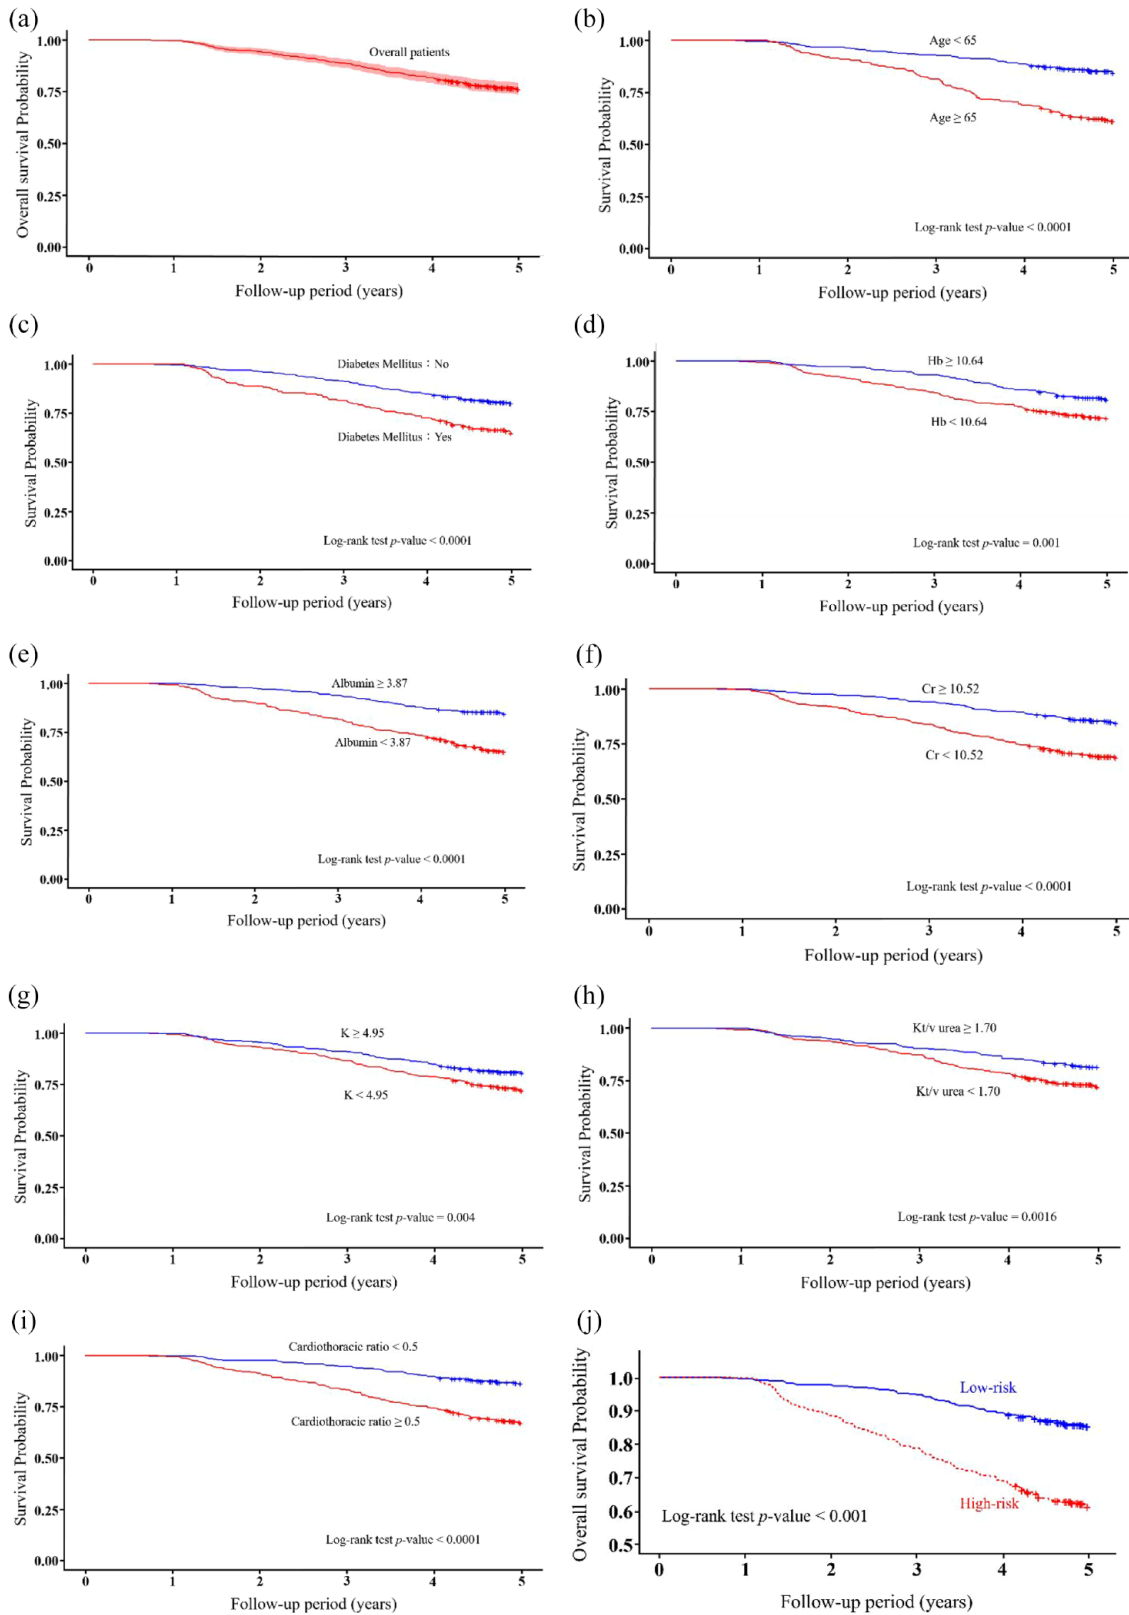 (a)
1.00
0.75
0.50
0.25
0.00
Overall survival Probability
Overall patients
0 1 2 3 4 5
Follow-up period (years)
(b)
1.00
0.75
0.50
0.25
0.00
Survival Probability
Age < 65
Age ≥ 65
Log-rank test p-value < 0.0001
0 1 2 3 4 5
Follow-up period (years)
(c)
1.00
0.75
0.50
0.25
0.00
Survival Probability
Diabetes Mellitus：No
Diabetes Mellitus：Yes
Log-rank test p-value < 0.0001
0 1 2 3 4 5
Follow-up period (years)
(d)
1.00
0.75
0.50
0.25
0.00
Survival Probability
Hb ≥ 10.64
Hb < 10.64
Log-rank test p-value = 0.001
0 1 2 3 4 5
Follow-up period (years)
(e)
1.00
0.75
0.50
0.25
0.00
Survival Probability
Albumin ≥ 3.87
Albumin < 3.87
Log-rank test p-value < 0.0001
0 1 2 3 4 5
Follow-up period (years)
(f)
1.00
0.75
0.50
0.25
0.00
Survival Probability
Cr ≥ 10.52
Cr < 10.52
Log-rank test p-value < 0.0001
0 1 2 3 4 5
Follow-up period (years)
(g)
1.00
0.75
0.50
0.25
0.00
Survival Probability
K ≥ 4.95
K < 4.95
Log-rank test p-value = 0.004
0 1 2 3 4 5
Follow-up period (years)
(h)
1.00
0.75
0.50
0.25
0.00
Survival Probability
Kt/v urea ≥ 1.70
Kt/v urea < 1.70
Log-rank test p-value = 0.0016
0 1 2 3 4 5
Follow-up period (years)
(i)
1.00
0.75
0.50
0.25
0.00
Survival Probability
Cardiothoracic ratio < 0.5
Cardiothoracic ratio ≥ 0.5
Log-rank test p-value < 0.0001
0 1 2 3 4 5
Follow-up period (years)
(j)
1.0
0.9
0.8
0.7
0.6
0.5
Overall survival Probability
Low-risk
High-risk
Log-rank test p-value < 0.001
0 1 2 3 4 5
Follow-up period (years)